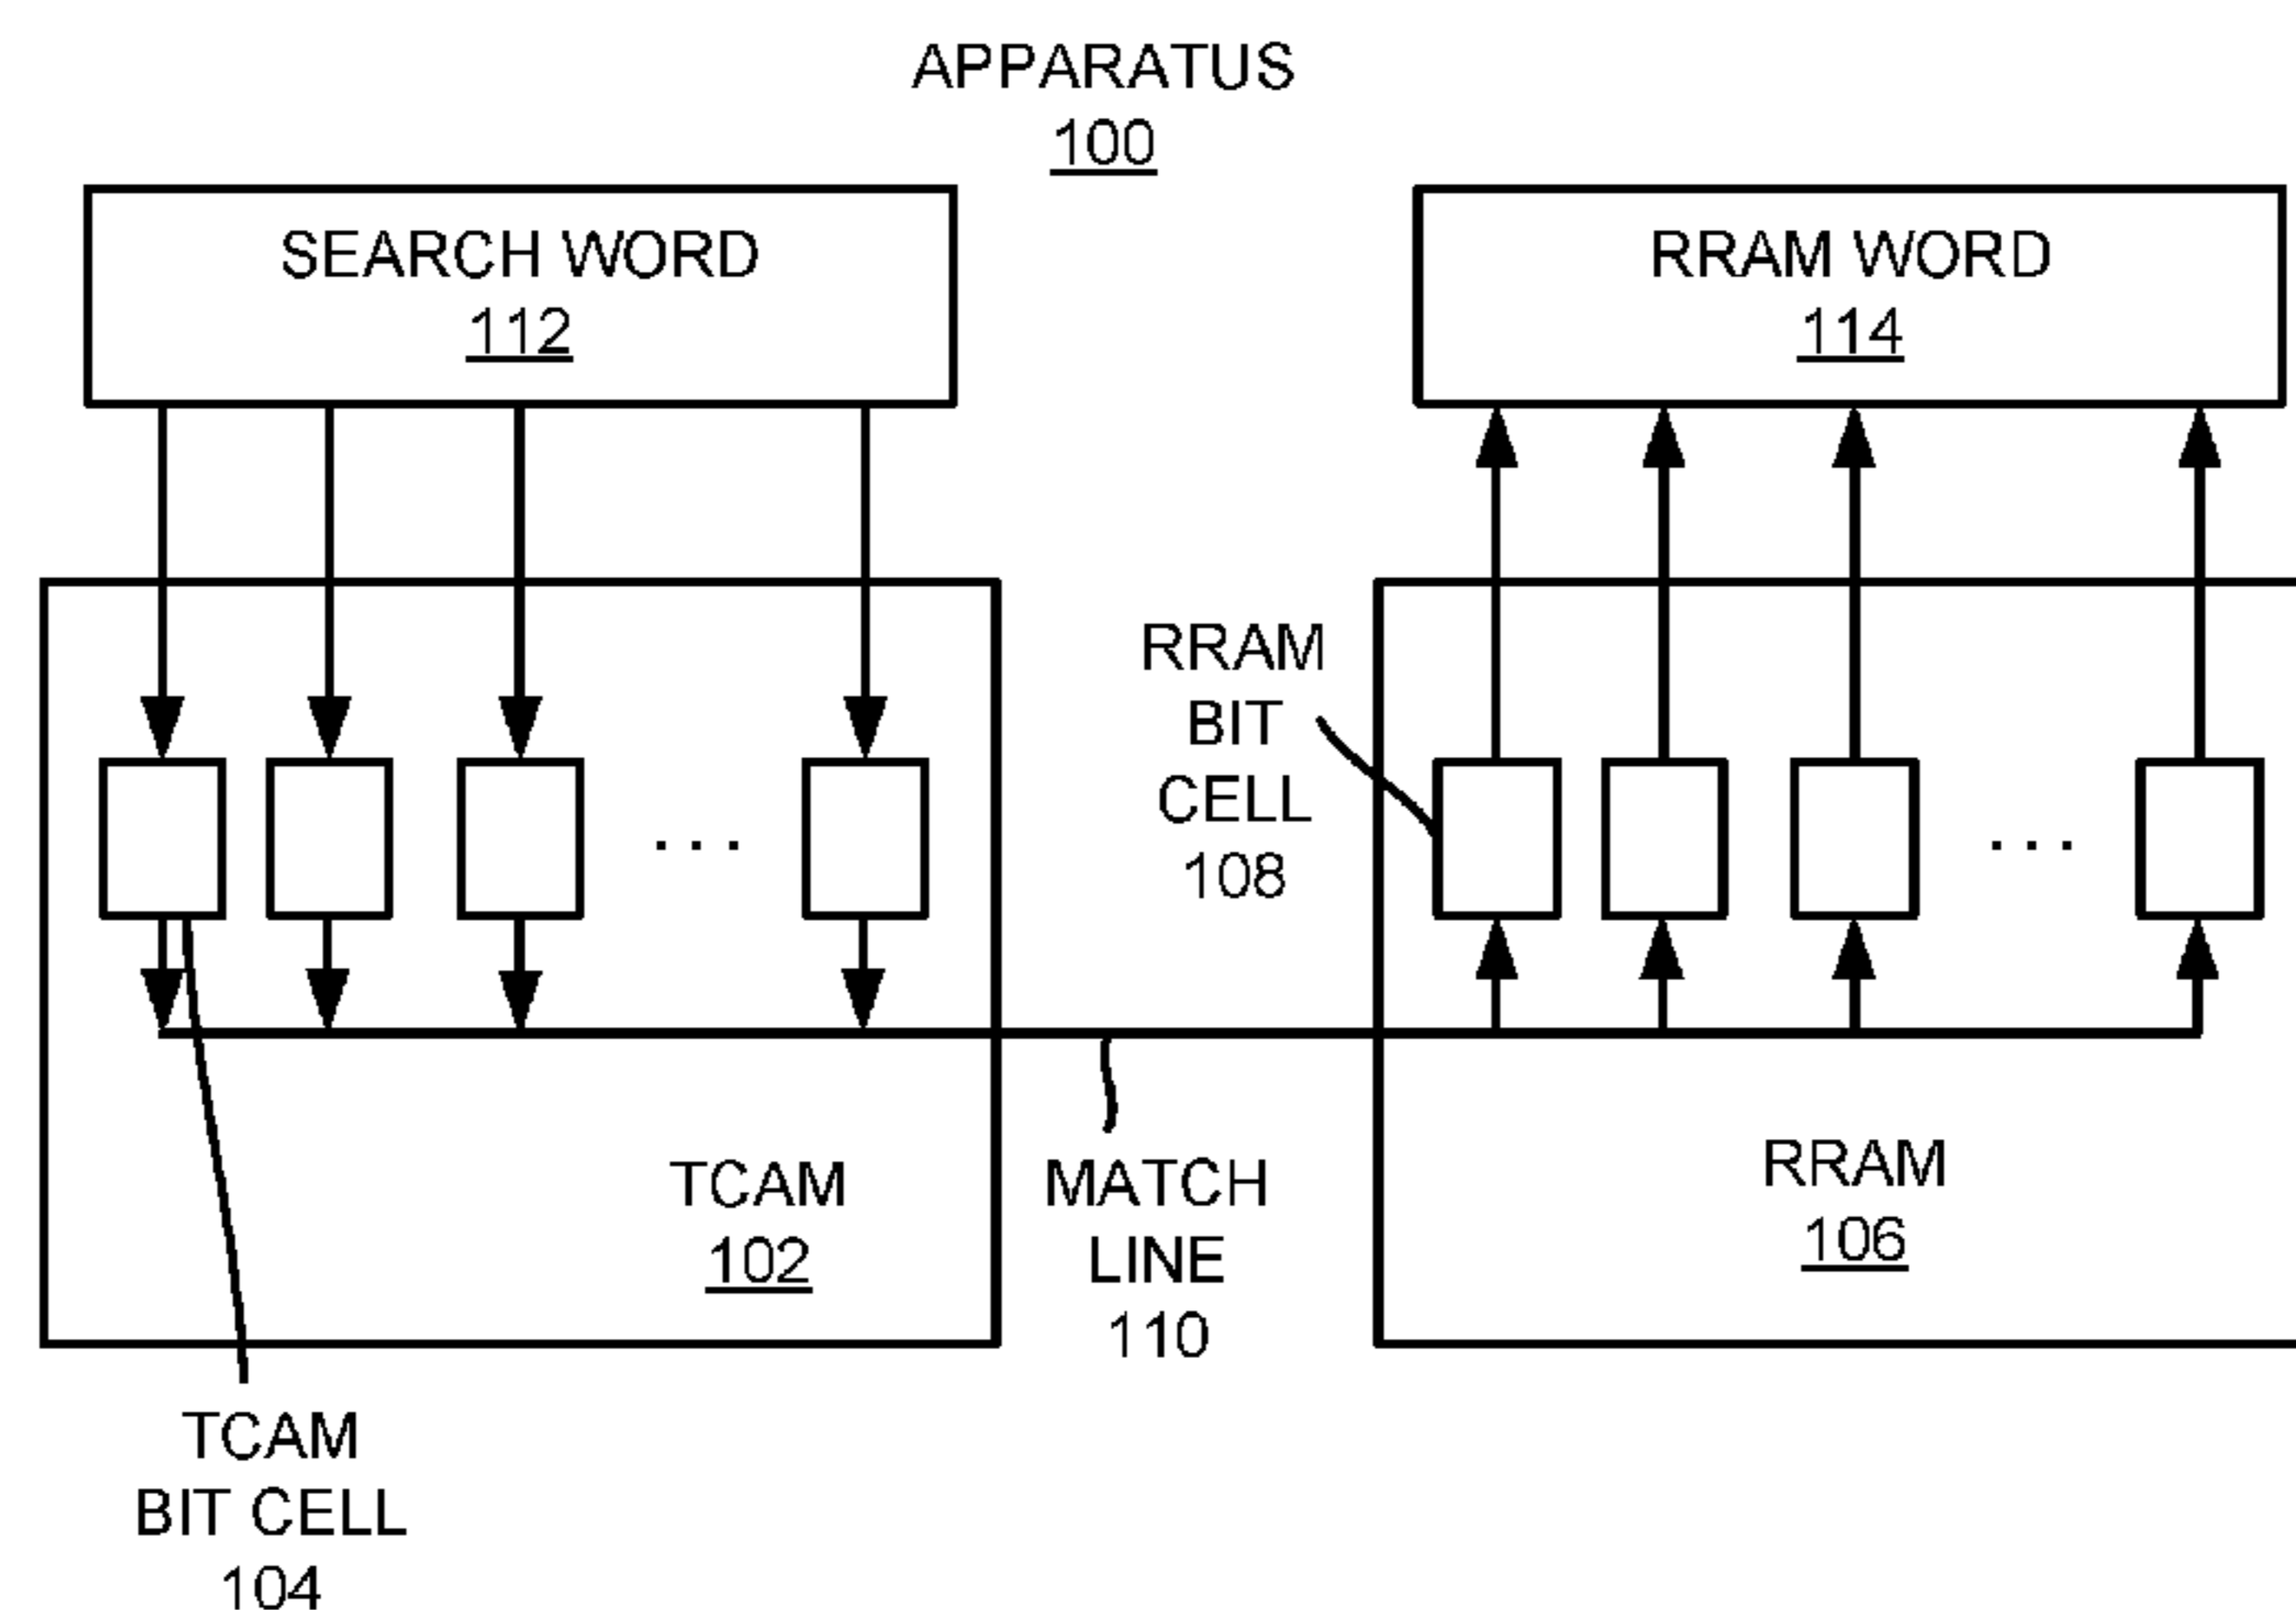 APPARATUS
100
SEARCH WORD
112
RRAM WORD
114
RRAM
BIT
CELL
108
. . .
. . .
TCAM
102
MATCH
LINE
110
RRAM
106
TCAM
BIT CELL
104